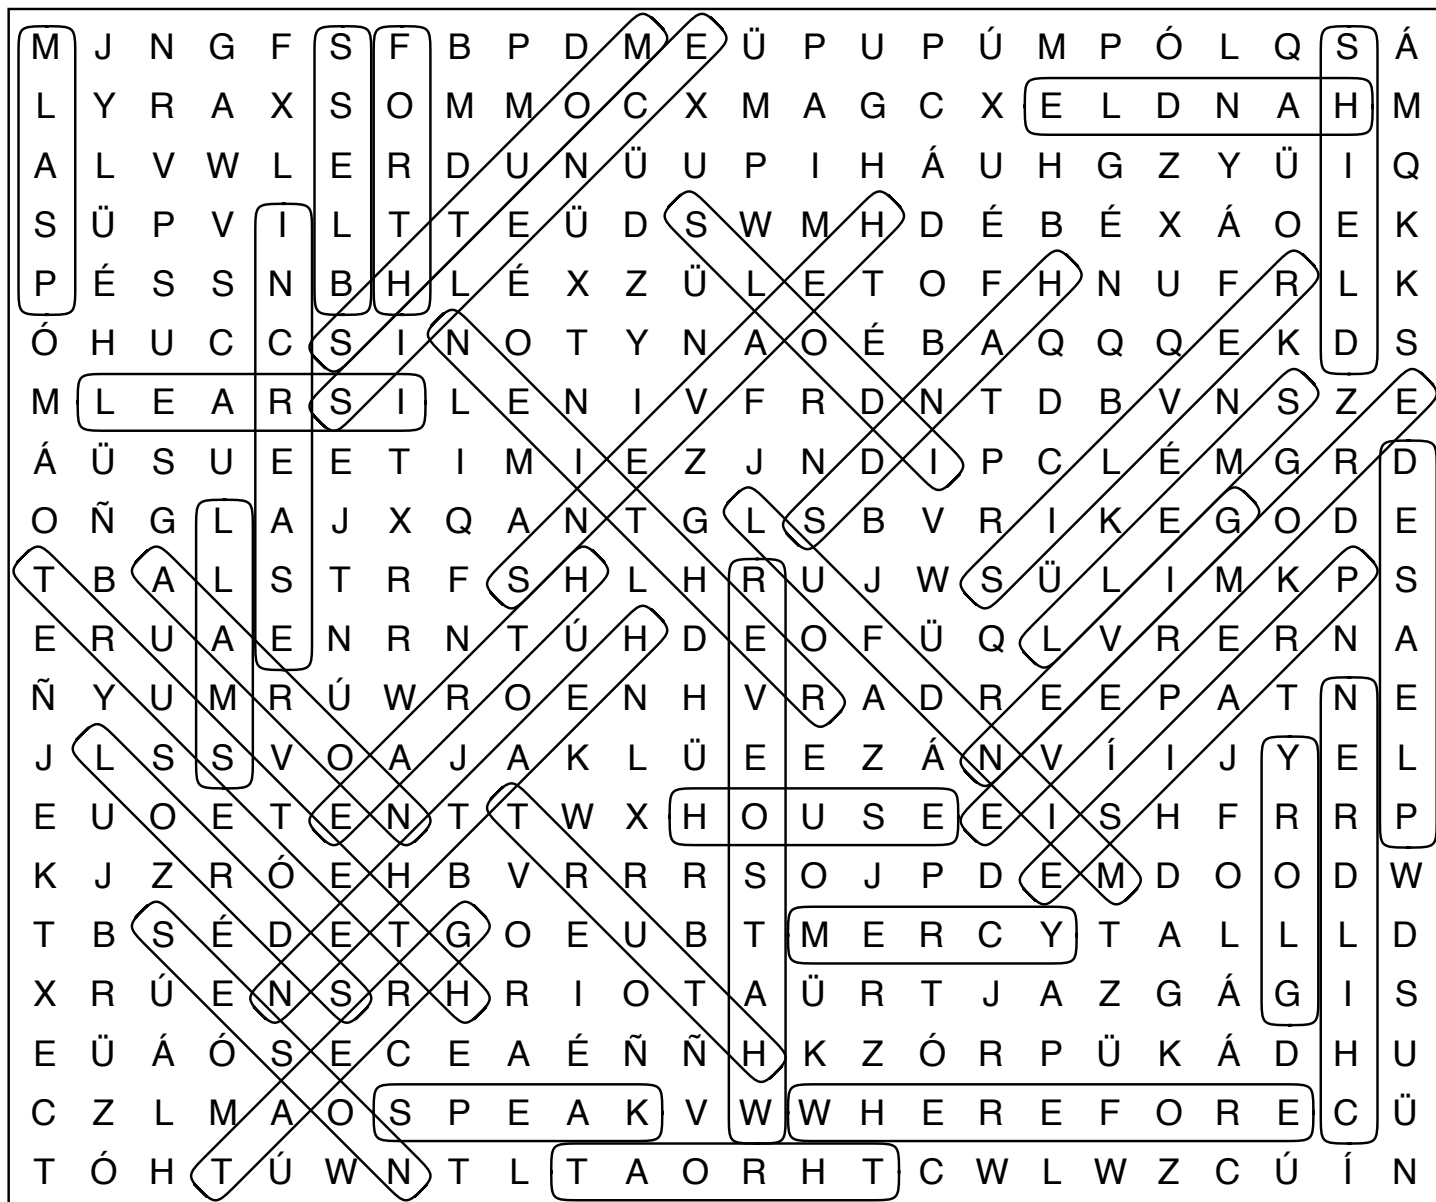 M J N G F S F B P D M E Ü P U P Ú M P Ó L Q S Á
L Y R A X S O M M O C X M A G C X E L D N A H M
A L V W L E R D U N Ü U P I H Á U H G Z Y Ü I Q
S Ü P V I L T T E Ü D S W M H D É B É X Á O E K
P É S S N B H L É X Z Ü L E T O F H N U F R L K
Ó H U C C S I N O T Y N A O É B A Q Q Q E K D S
M L E A R S I L E N I V F R D N T D B V N S Z E
Á Ü S U E E T I M I E Z J N D I P C L É M G R D
O Ñ G L A J X Q A N T G L S B V R I K E G O D E
T B A L S T R F S H L H R U J W S Ü L I M K P S
E R U A E N R N T Ú H D E O F Ü Q L V R E R N A
Ñ Y U M R Ú W R O E N H V R A D R E E P A T N E
J L S S V O A J A K L Ü E E Z Á N V Í I J Y E L
E U O E T E N T T W X H O U S E E I S H F R R P
K J Z R Ó E H B V R R R S O J P D E M D O O D W
T B S É D E T G O E U B T M E R C Y T A L L L D
X R Ú E N S R H R I O T A Ü R T J A Z G Á G I S
E Ü Á Ó S E C E A É Ñ Ñ H K Z Ó R P Ü K Á D H U
C Z L M A O S P E A K V W W H E R E F O R E C Ü
T Ó H T Ú W N T L T A O R H T C W L W Z C Ú Í N